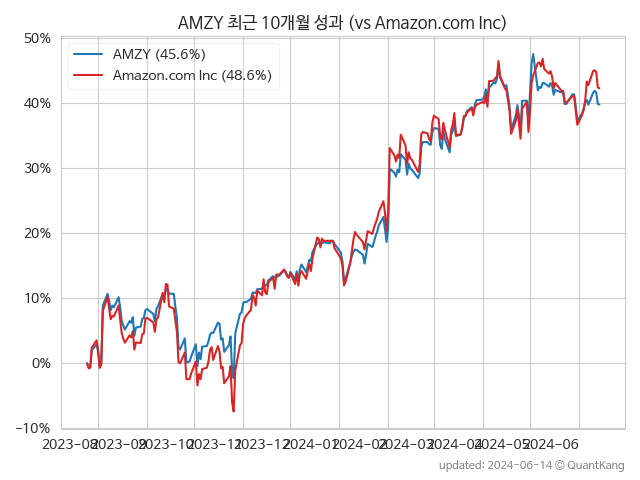 AMZY 최근 10개월 성과 (vs Amazon.com Inc)
AMZY (45.6%)
Amazon.com Inc (48.6%)
50%
40%
30%
20%
10%
0%
−10%
2023-08 2023-09 2023-10 2023-11 2023-12 2024-01 2024-02 2024-03 2024-04 2024-05 2024-06
updated: 2024-06-14 © QuantKang